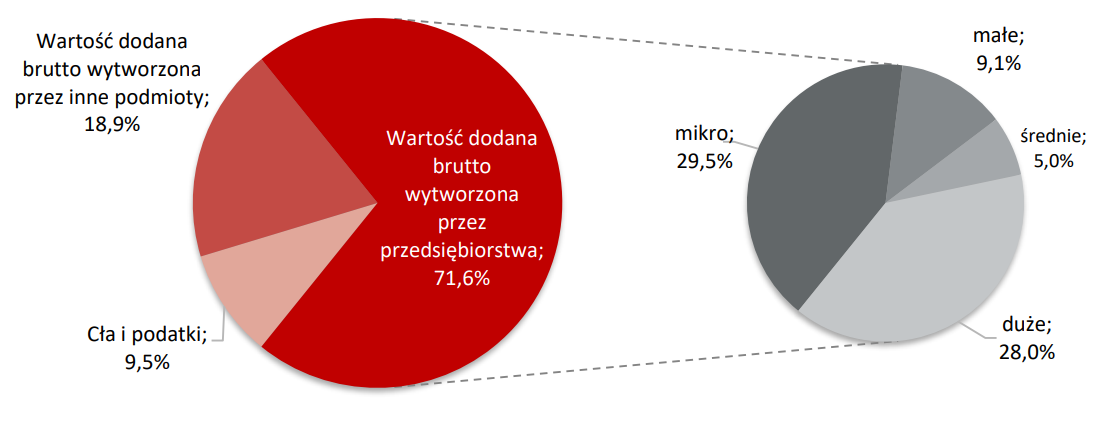 Wartość dodana
brutto wytworzona
przez inne podmioty;
18,9%
Wartość dodana
brutto
wytworzona
przez
przedsiębiorstwa;
71,6%
Cła i podatki;
9,5%
małe;
9,1%
mikro;
29,5%
średnie;
5,0%
duże;
28,0%